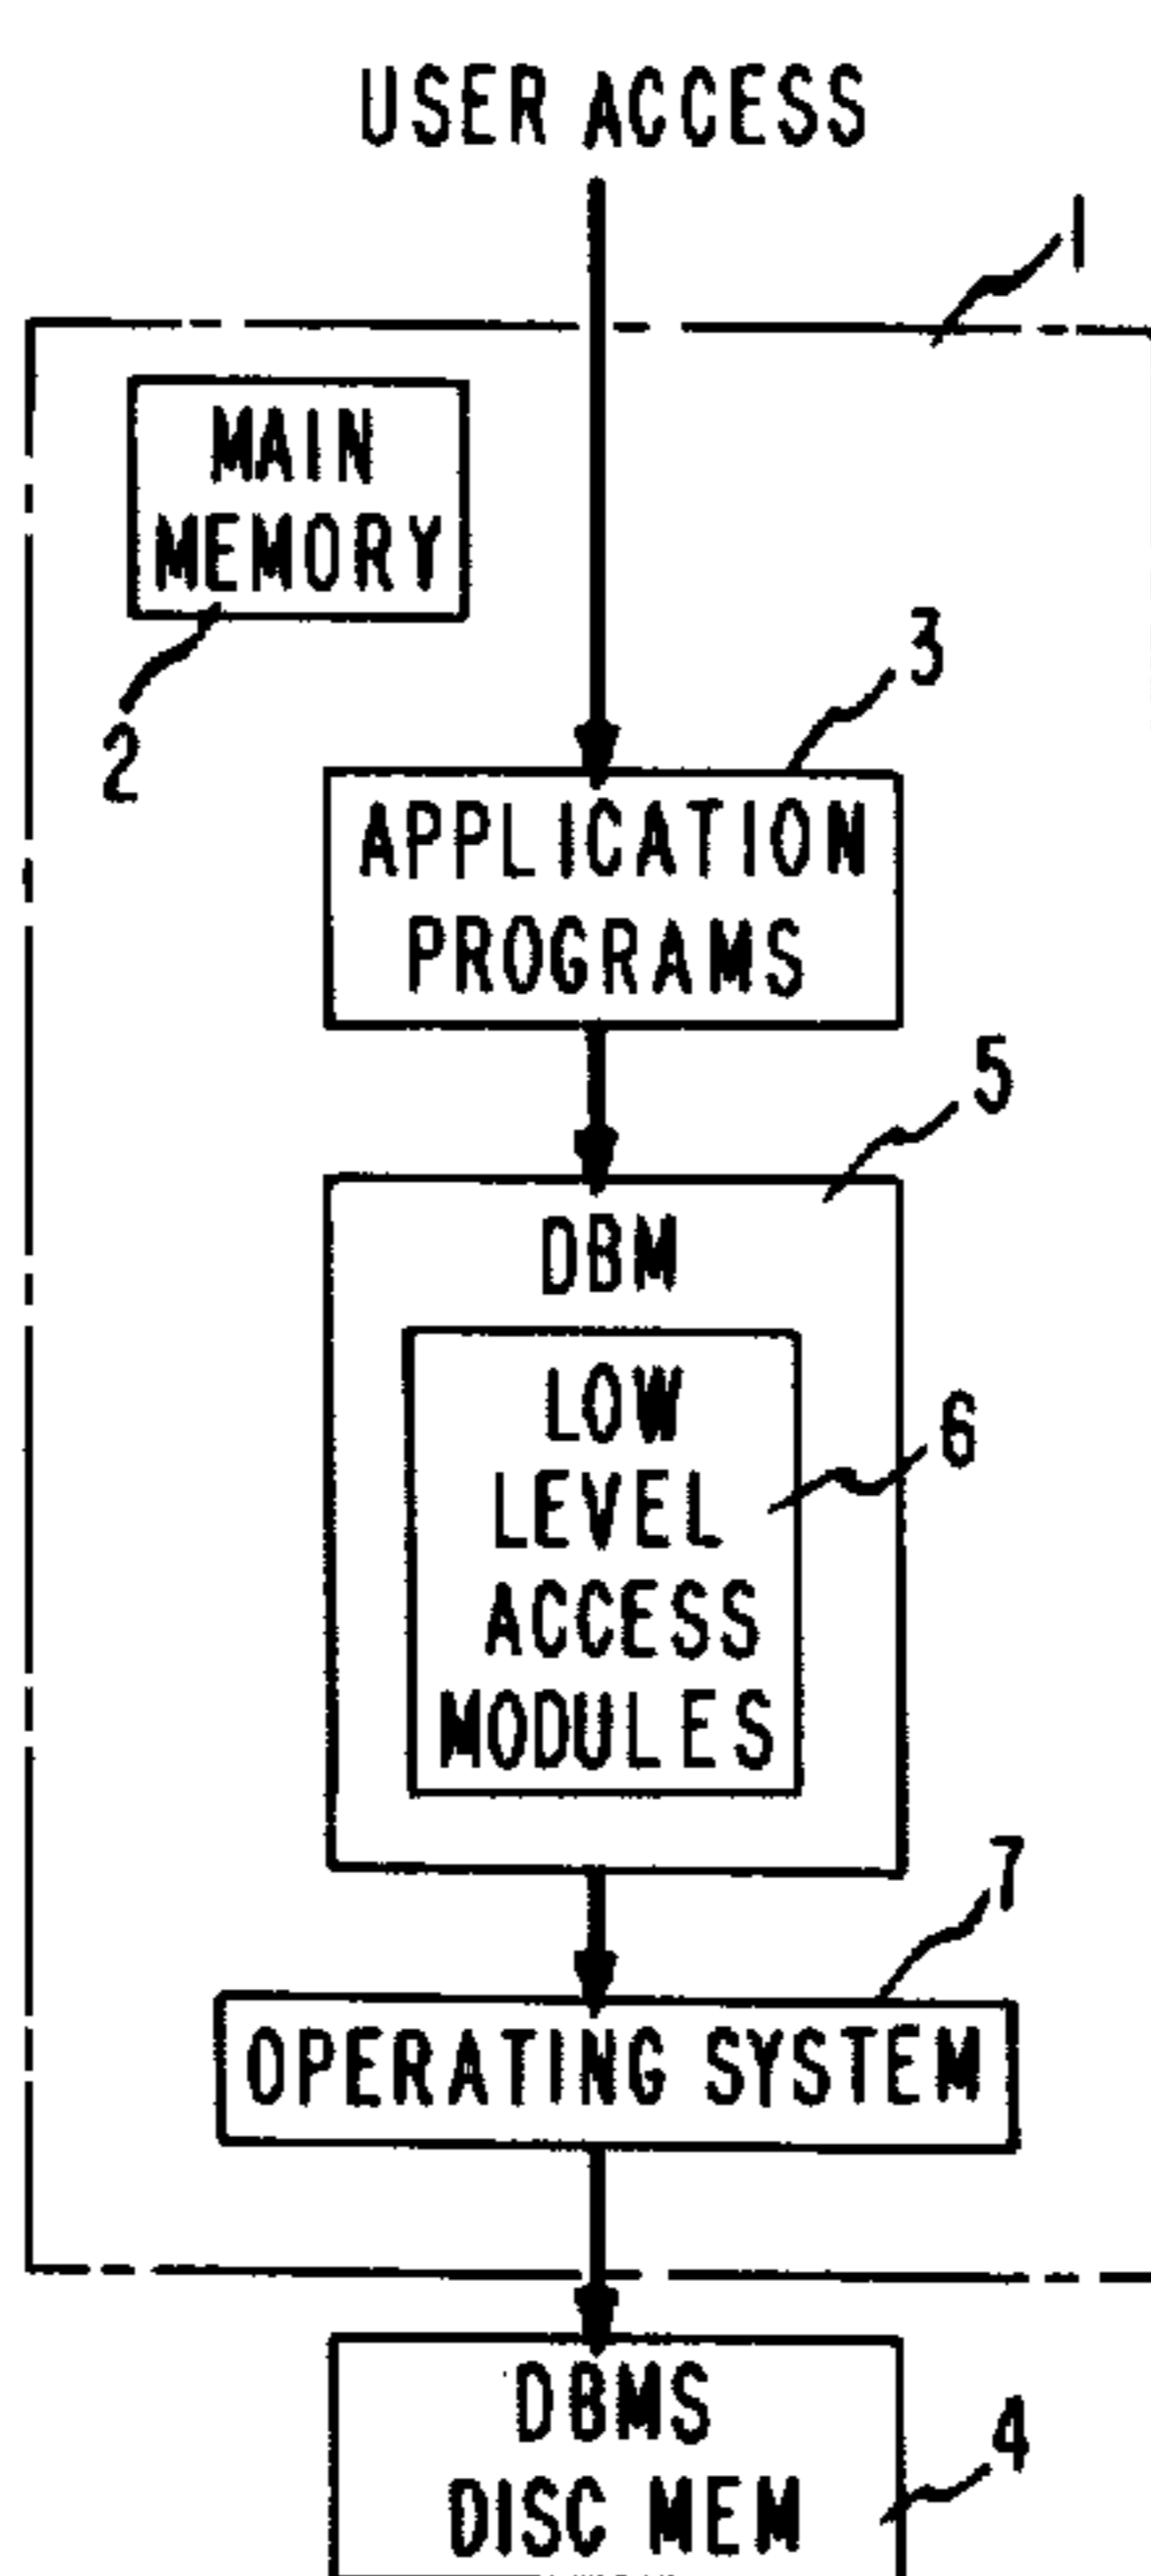 USER ACCESS
1
MAIN
MEMORY
2
3
APPLICATION
PROGRAMS
5
DBM
LOW
LEVEL
ACCESS
MODULES
6
7
OPERATING SYSTEM
DBMS
DISC MEM
4